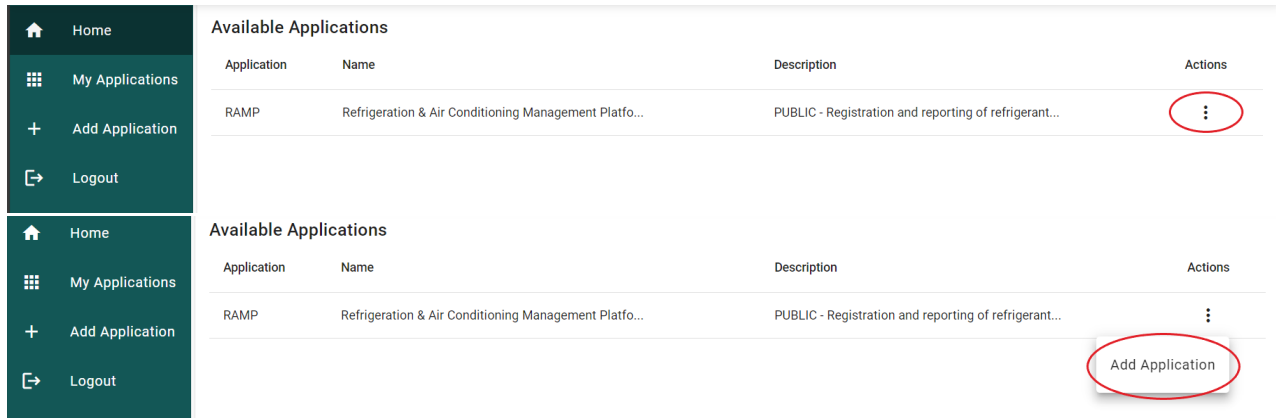 Home
Available Applications
Application Name Description Actions
My Applications
RAMP Refrigeration & Air Conditioning Management Platfo... PUBLIC - Registration and reporting of refrigerant...
Add Application
Logout
Home
Available Applications
Application Name Description Actions
My Applications
RAMP Refrigeration & Air Conditioning Management Platfo... PUBLIC - Registration and reporting of refrigerant...
Add Application
Add Application
Logout